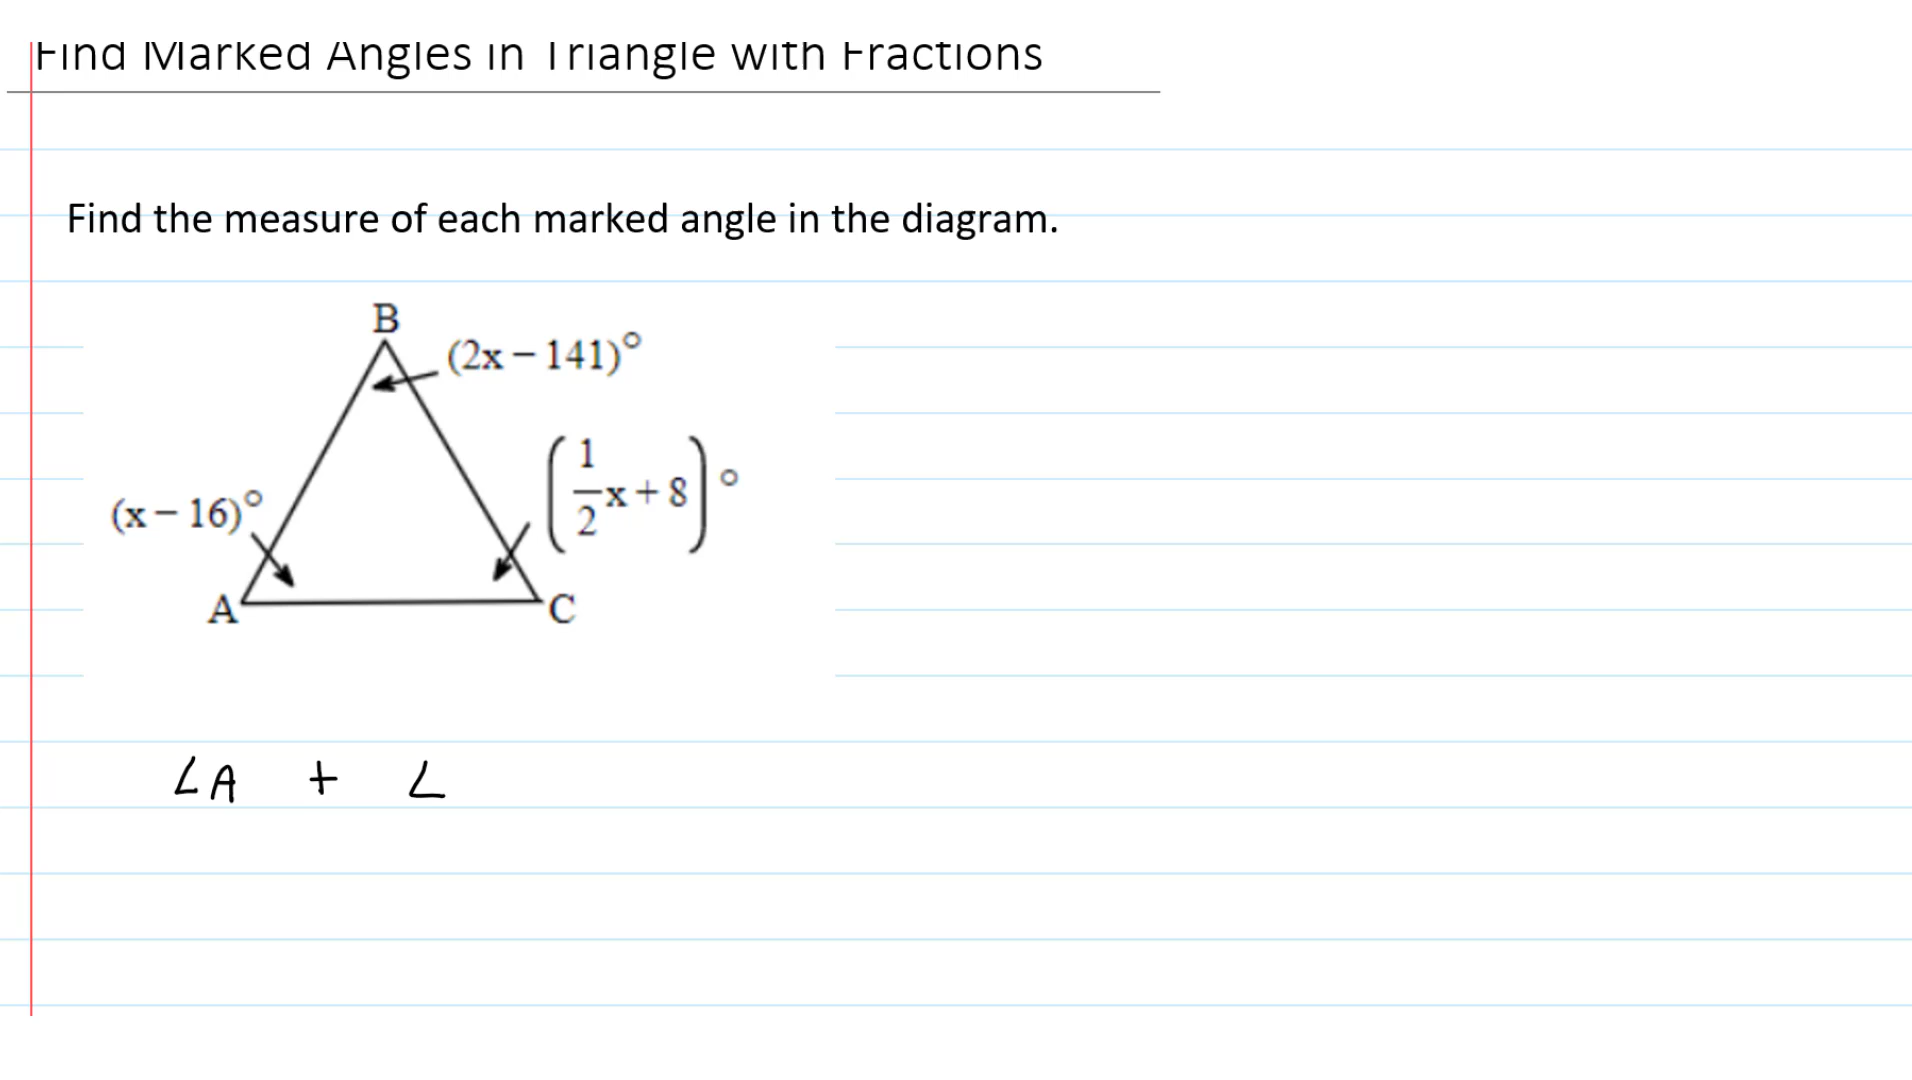 Find Marked Angles in Triangle with Fractions
Find the measure of each marked angle in the diagram.
B
(2x – 141)°
(1/2 x + 8)°
(x – 16)°
A
C
∠A + ∠